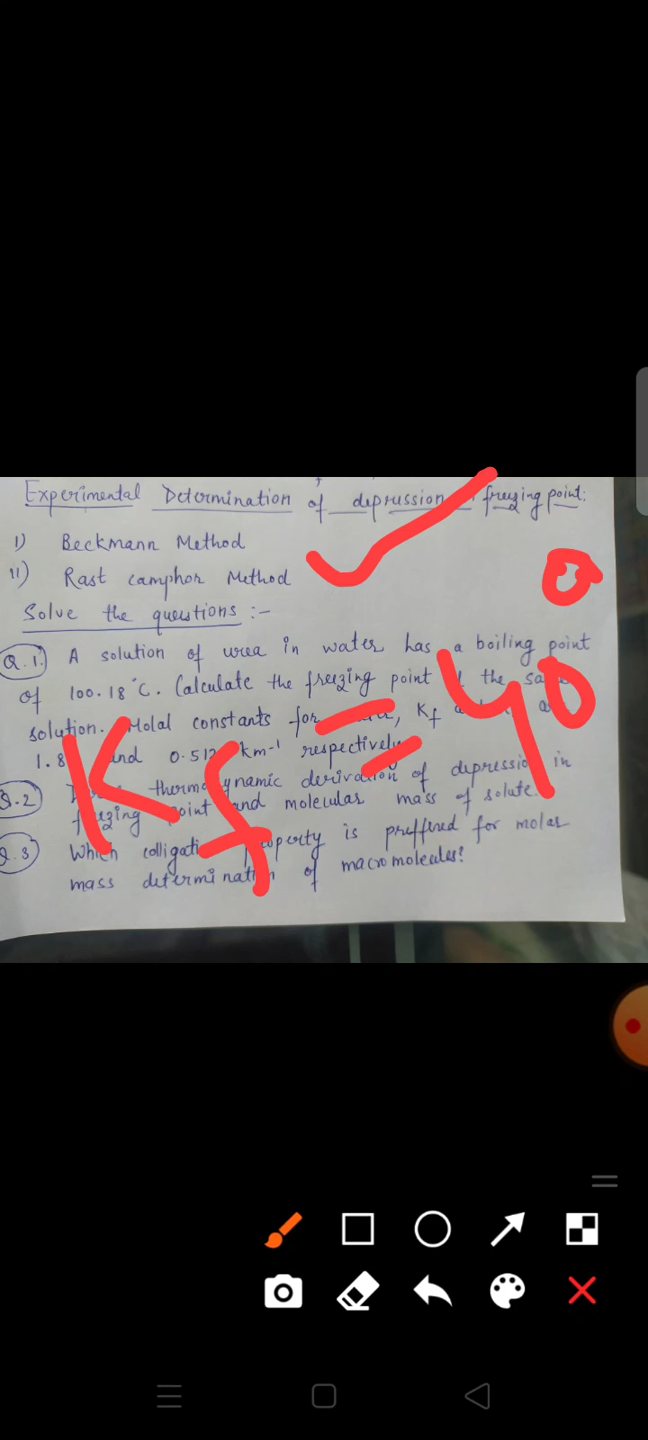 Experimental Determination of depression freezing point:
1) Beckmann Method
11) Rast camphor Method
Solve the questions :-
Q.1. A solution of urea in water has a boiling point
of 100.18°C. Calculate the freezing point the
solution. Molal constants for Kf
1.8 and 0.512 km-1 respectively
Q.2 thermodynamic derivation of depression in
freezing point and molecular mass of solute.
Q.3 Which property is preffered for molar
mass determination of macromolecules?
Kf = 40